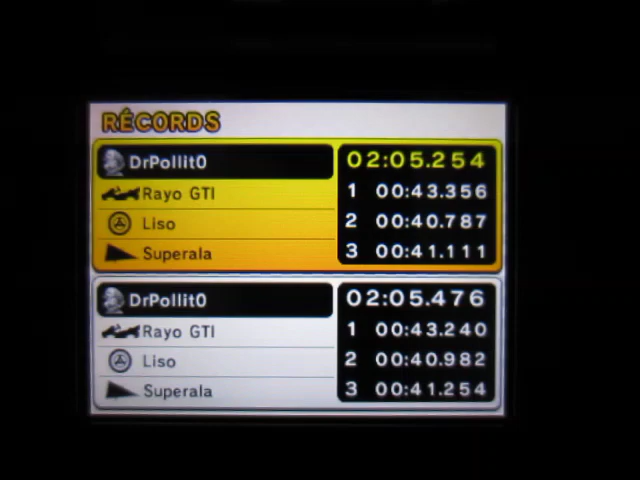 RÉCORDS
DrPollit0 02:05.254
Rayo GTI 1 00:43.356
Liso 2 00:40.787
Superala 3 00:41.111
DrPollit0 02:05.476
Rayo GTI 1 00:43.240
Liso 2 00:40.982
Superala 3 00:41.254